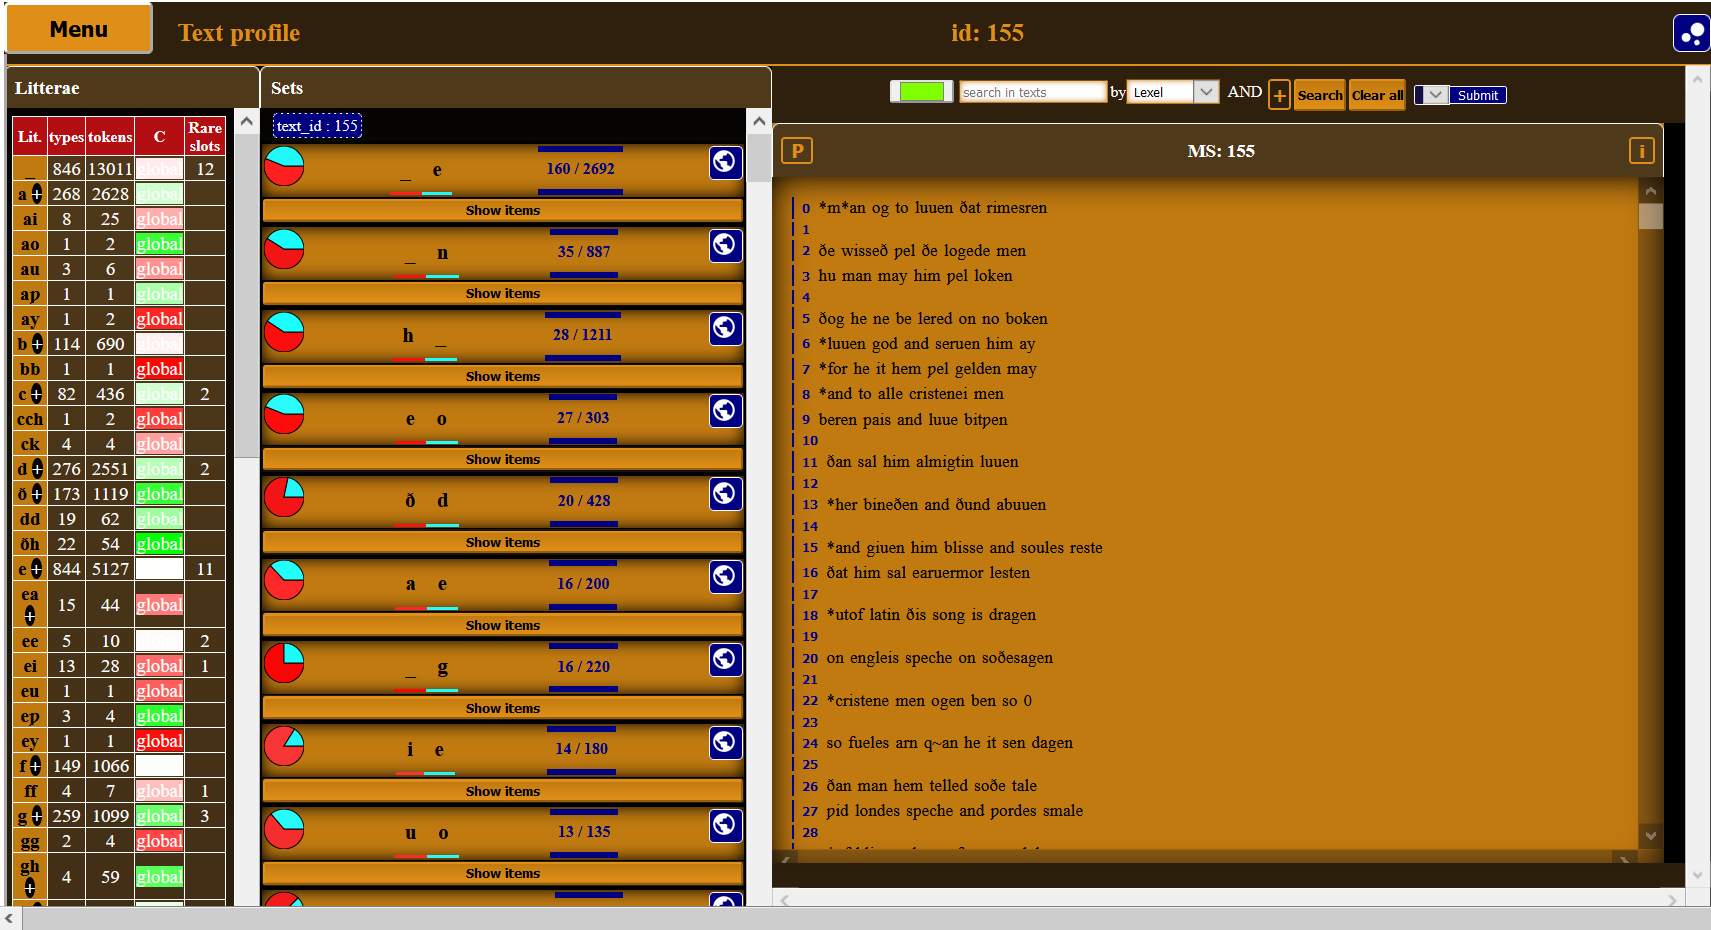 Menu Text profile id: 155
Litterae
Lit. types tokens C Rare slots
_ 846 13011 global 12
a + 268 2628 global
ai 8 25 global
ao 1 2 global
au 3 6 global
aƿ 1 1 global
ay 1 2 global
b + 114 690 global
bb 1 1 global
c + 82 436 global 2
cch 1 2 global
ck 4 4 global
d + 276 2551 global 2
ð + 173 1119 global
dd 19 62 global
ðh 22 54 global
e + 844 5127 11
ea + 15 44 global
ee 5 10 2
ei 13 28 global 1
eu 1 1 global
eƿ 3 4 global
ey 1 1 global
f + 149 1066
ff 4 7 global 1
g + 259 1099 global 3
gg 2 4 global
gh + 4 59 global
Sets
text_id : 155
_ e 160 / 2692
Show items
_ n 35 / 887
Show items
h _ 28 / 1211
Show items
e o 27 / 303
Show items
ð d 20 / 428
Show items
a e 16 / 200
Show items
_ g 16 / 220
Show items
i e 14 / 180
Show items
u o 13 / 135
Show items
search in texts by Lexel AND + Search Clear all Submit
P MS: 155 i
0 *m*an og to luuen ðat rimesren
1
2 ðe wisseð ƿel ðe logede men
3 hu man may him ƿel loken
4
5 ðog he ne be lered on no boken
6 *luuen god and seruen him ay
7 *for he it hem ƿel gelden may
8 *and to alle cristenei men
9 beren pais and luue bitƿen
10
11 ðan sal him almigtin luuen
12
13 *her bineðen and ðund abuuen
14
15 *and giuen him blisse and soules reste
16 ðat him sal earuermor lesten
17
18 *utof latin ðis song is dragen
19
20 on engleis speche on soðesagen
21
22 *cristene men ogen ben so 0
23
24 so fueles arn q~an he it sen dagen
25
26 ðan man hem telled soðe tale
27 ƿid londes speche and ƿordes smale
28